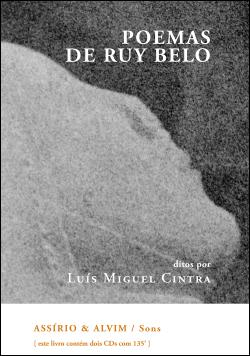 POEMAS
DE RUY BELO
ditos por
LUÍS MIGUEL CINTRA
ASSÍRIO & ALVIM / Sons
[ este livro contém dois CDs com 135' ]